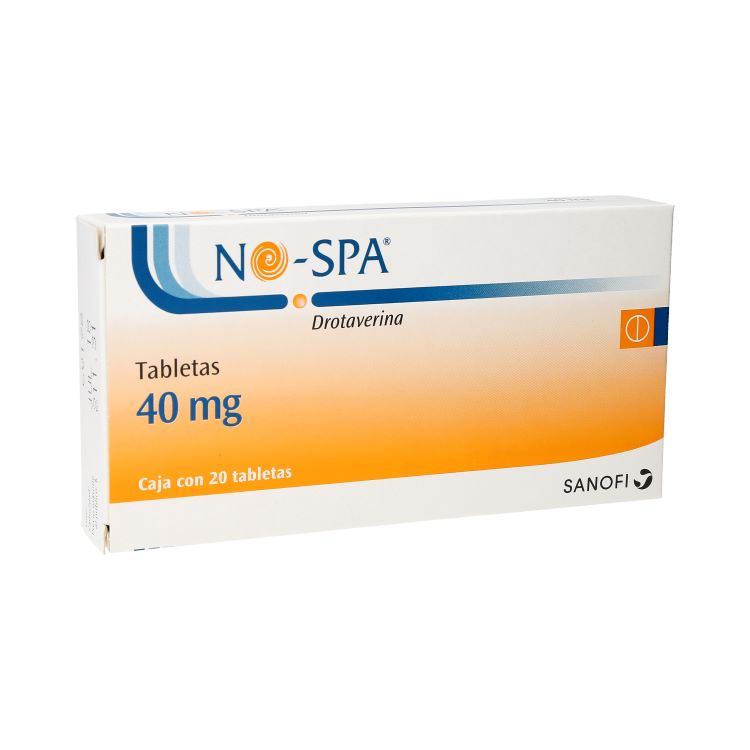 NO-SPA®
Drotaverina
Tabletas
40 mg
Caja con 20 tabletas
SANOFI